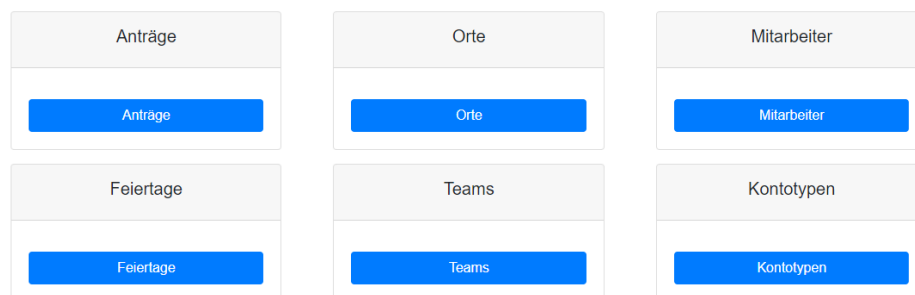 Anträge
Orte
Mitarbeiter
Anträge
Orte
Mitarbeiter
Feiertage
Teams
Kontotypen
Feiertage
Teams
Kontotypen